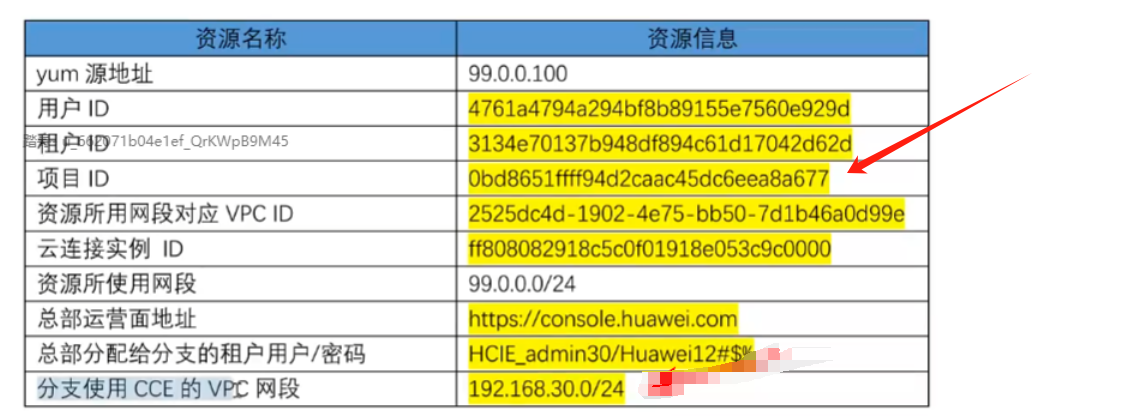 资源名称 资源信息
yum 源地址 99.0.0.100
用户 ID 4761a4794a294bf8b89155e7560e929d
租户 ID 3134e70137b948df894c61d17042d62d
_662071b04e1ef_QrKWpB9M45
项目 ID 0bd8651ffff94d2caac45dc6eea8a677
资源所用网段对应 VPC ID 2525dc4d-1902-4e75-bb50-7d1b46a0d99e
云连接实例 ID ff808082918c5c0f01918e053c9c0000
资源所使用网段 99.0.0.0/24
总部运营面地址 https://console.huawei.com
总部分配给分支的租户用户/密码 HCIE_admin30/Huawei12#$%
分支使用 CCE 的 VPC 网段 192.168.30.0/24